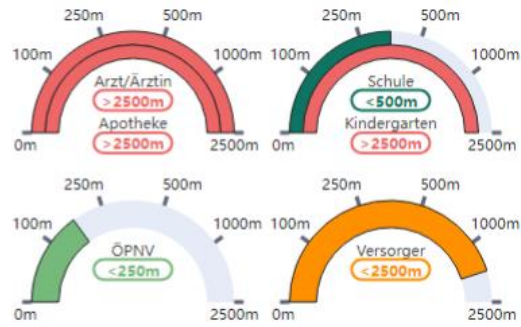 250m 500m
100m 1000m
Arzt/Ärztin
>2500m
Apotheke
>2500m
0m 2500m
250m 500m
100m 1000m
Schule
<500m
Kindergarten
>2500m
0m 2500m
250m 500m
100m 1000m
ÖPNV
<250m
0m 2500m
250m 500m
100m 1000m
Versorger
<2500m
0m 2500m